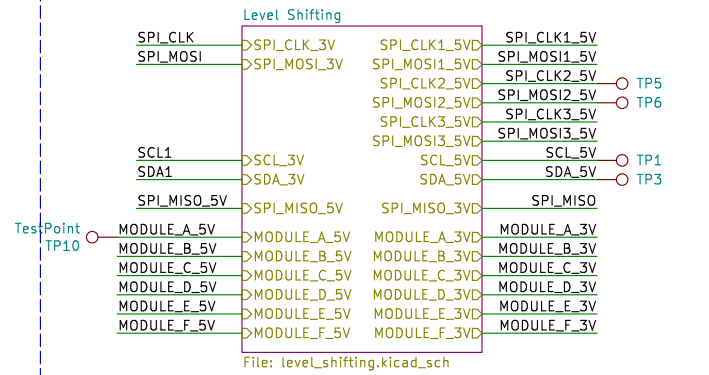 Level Shifting
SPI_CLK SPI_CLK_3V SPI_CLK1_5V SPI_CLK1_5V
SPI_MOSI SPI_MOSI_3V SPI_MOSI1_5V SPI_MOSI1_5V
SPI_CLK2_5V SPI_CLK2_5V TP5
SPI_MOSI2_5V SPI_MOSI2_5V TP6
SPI_CLK3_5V SPI_CLK3_5V
SPI_MOSI3_5V SPI_MOSI3_5V
SCL1 SCL_3V SCL_5V SCL_5V TP1
SDA1 SDA_3V SDA_5V SDA_5V TP3
SPI_MISO_5V SPI_MISO_5V SPI_MISO_3V SPI_MISO
TestPoint MODULE_A_5V MODULE_A_5V MODULE_A_3V MODULE_A_3V
TP10 MODULE_B_5V MODULE_B_5V MODULE_B_3V MODULE_B_3V
MODULE_C_5V MODULE_C_5V MODULE_C_3V MODULE_C_3V
MODULE_D_5V MODULE_D_5V MODULE_D_3V MODULE_D_3V
MODULE_E_5V MODULE_E_5V MODULE_E_3V MODULE_E_3V
MODULE_F_5V MODULE_F_5V MODULE_F_3V MODULE_F_3V
File: level_shifting.kicad_sch